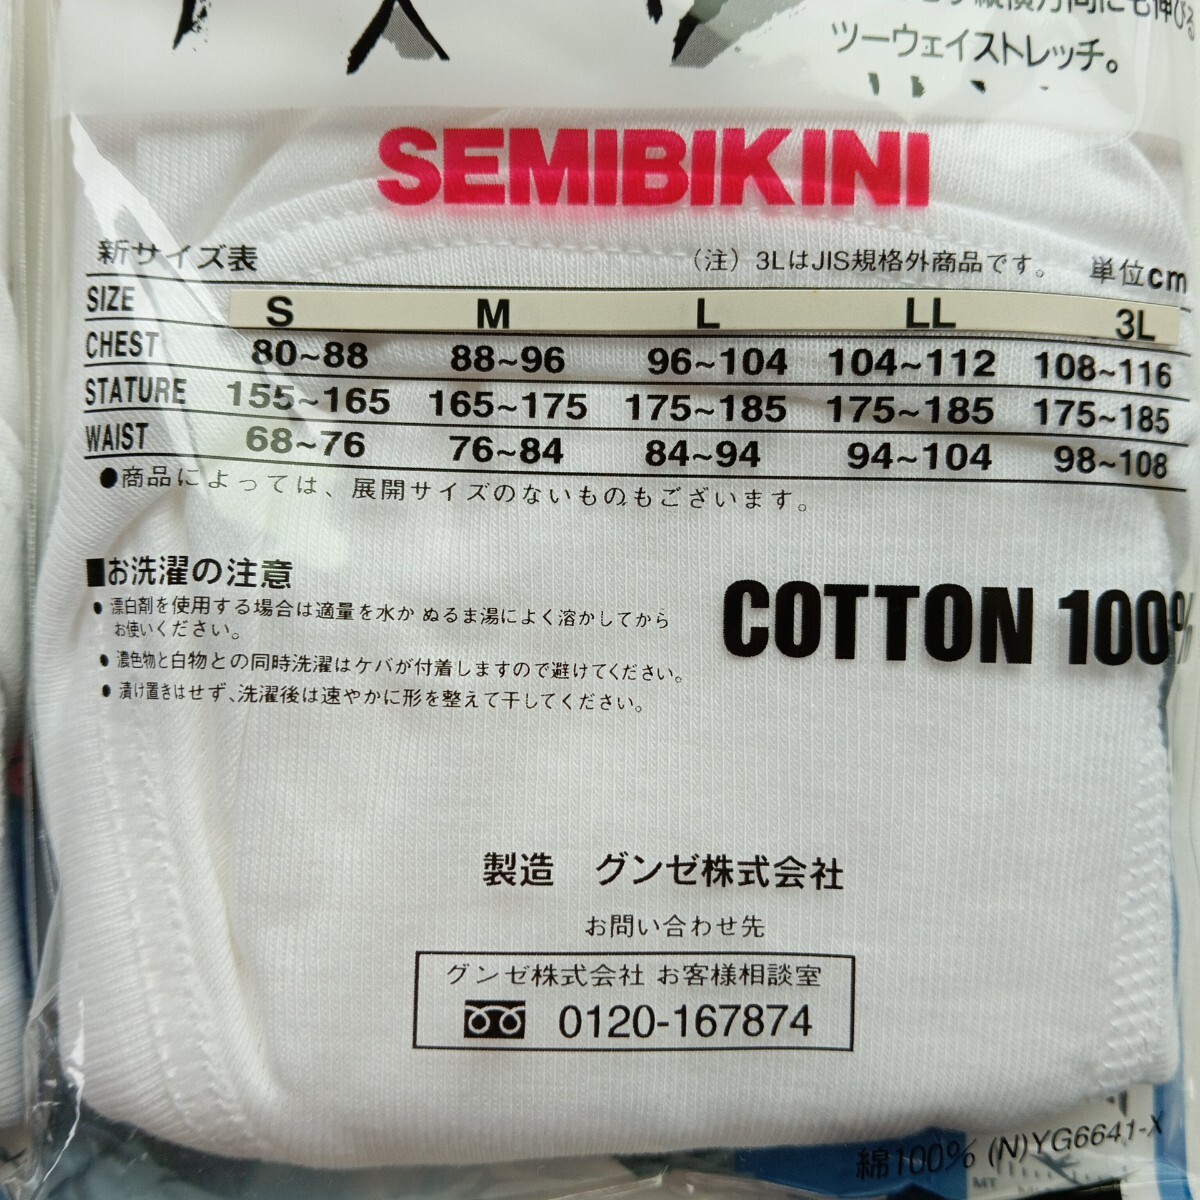 縦横方向にも伸びる
ツーウェイストレッチ。
SEMIBIKINI
新サイズ表 (注) 3LはJIS規格外商品です。 単位cm
SIZE S M L LL 3L
CHEST 80~88 88~96 96~104 104~112 108~116
STATURE 155~165 165~175 175~185 175~185 175~185
WAIST 68~76 76~84 84~94 94~104 98~108
●商品によっては、展開サイズのないものもございます。
■お洗濯の注意
● 漂白剤を使用する場合は適量を水か ぬるま湯によく溶かしてから
お使いください。
● 濃色物と白物との同時洗濯はケバが付着しますので避けてください。
● 漬け置きはせず、洗濯後は速やかに形を整えて干してください。
COTTON 100%
製造 グンゼ株式会社
お問い合わせ先
グンゼ株式会社 お客様相談室
0120-167874
綿100% (N)YG6641-X
MT